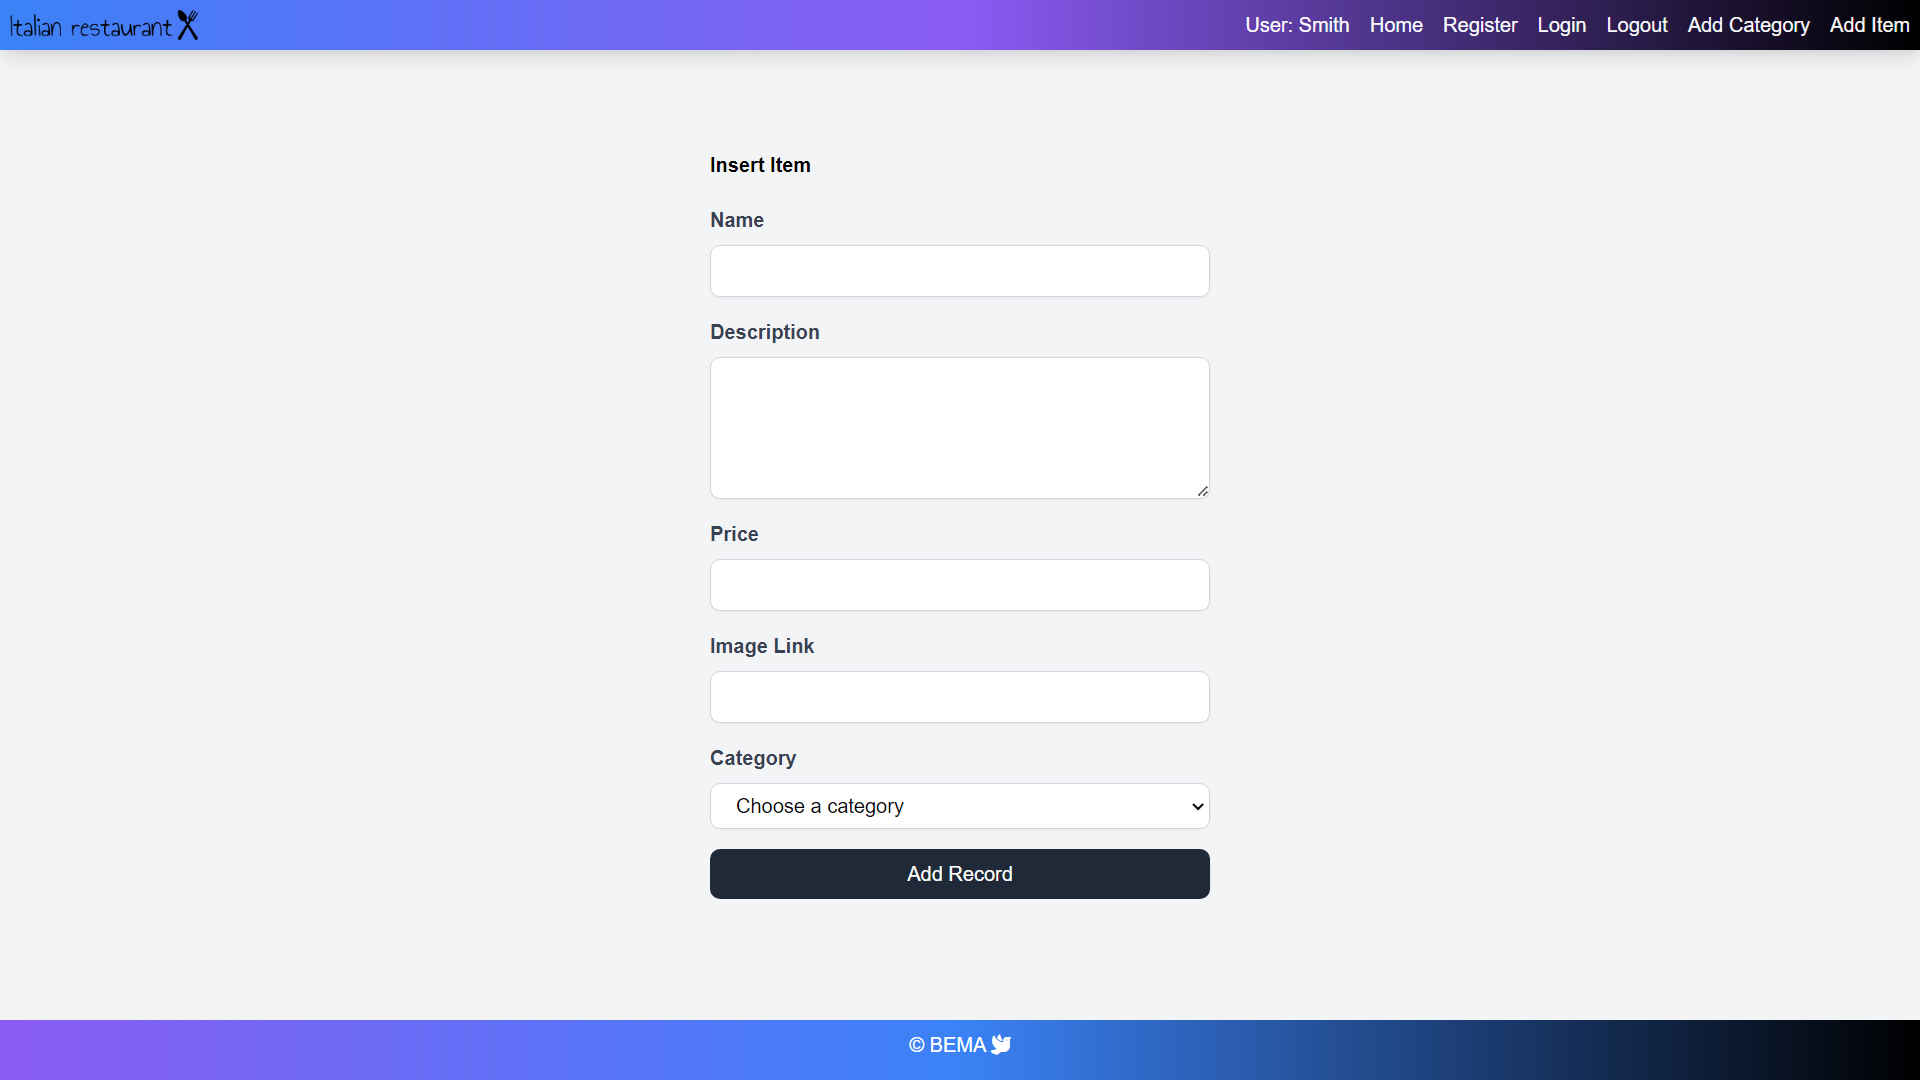 Italian restaurant
User: Smith Home Register Login Logout Add Category Add Item
Insert Item
Name
Description
Price
Image Link
Category
Choose a category
Add Record
© BEMA